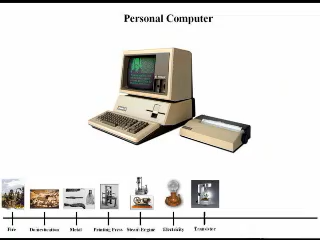 Personal Computer
Fire Domestication Metal Printing Press Steam Engine Electricity Transistor